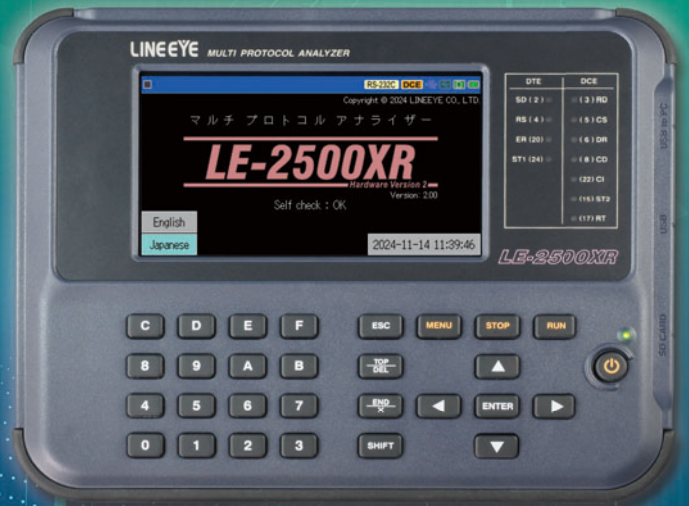 LINEEYE MULTI PROTOCOL ANALYZER
RS-232C DCE
Copyright © 2024 LINEEYE CO., LTD
マルチ プロトコル アナライザー
LE-2500XR
Hardware Version 2
Version: 2.00
Self check : OK
English
Japanese
2024-11-14 11:39:46
DTE DCE
SD ( 2 ) ( 3 ) RD
RS ( 4 ) ( 5 ) CS
ER (20) ( 6 ) DR
ST1 (24) ( 8 ) CD
(22) CI
(15) ST2
(17) RT
LE-2500XR
USB to PC
USB
SD CARD
C D E F ESC MENU STOP RUN
8 9 A B TOP DEL
4 5 6 7 END X ENTER
0 1 2 3 SHIFT